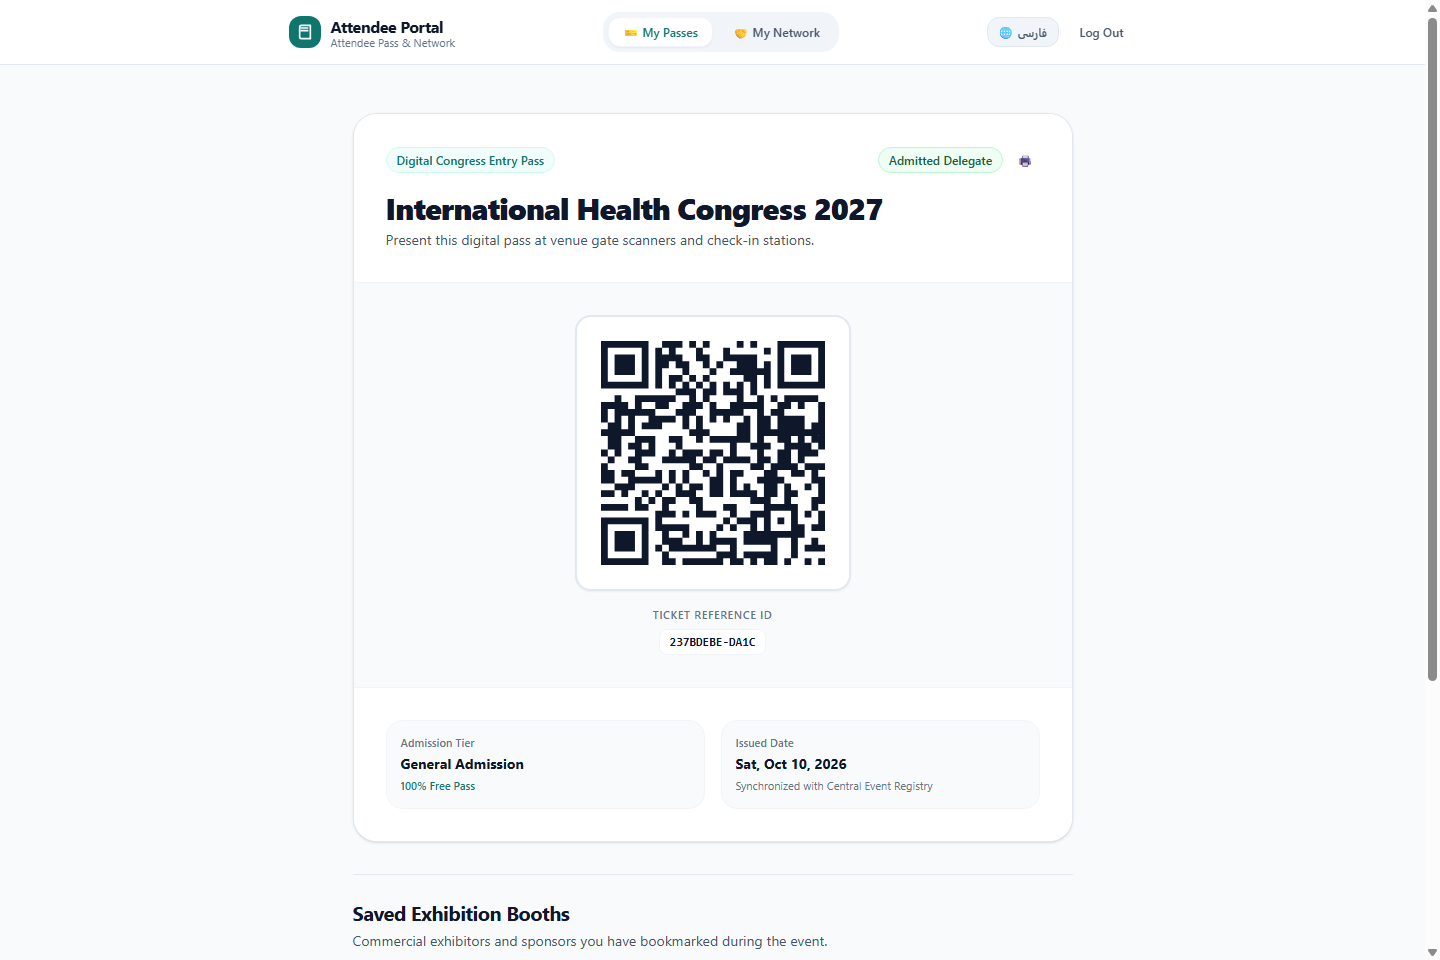 Attendee Portal
Attendee Pass & Network
My Passes
My Network
فارسی
Log Out
Digital Congress Entry Pass
Admitted Delegate
International Health Congress 2027
Present this digital pass at venue gate scanners and check-in stations.
TICKET REFERENCE ID
237BDEBE-DA1C
Admission Tier
General Admission
100% Free Pass
Issued Date
Sat, Oct 10, 2026
Synchronized with Central Event Registry
Saved Exhibition Booths
Commercial exhibitors and sponsors you have bookmarked during the event.